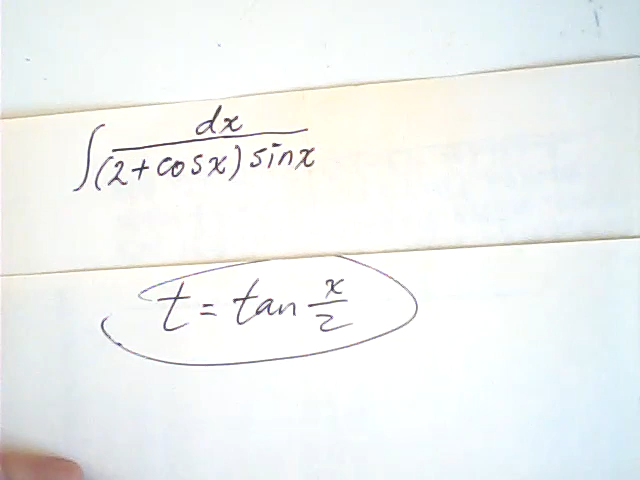 ∫ dx / (2+cosx) sinx
t = tan x/2